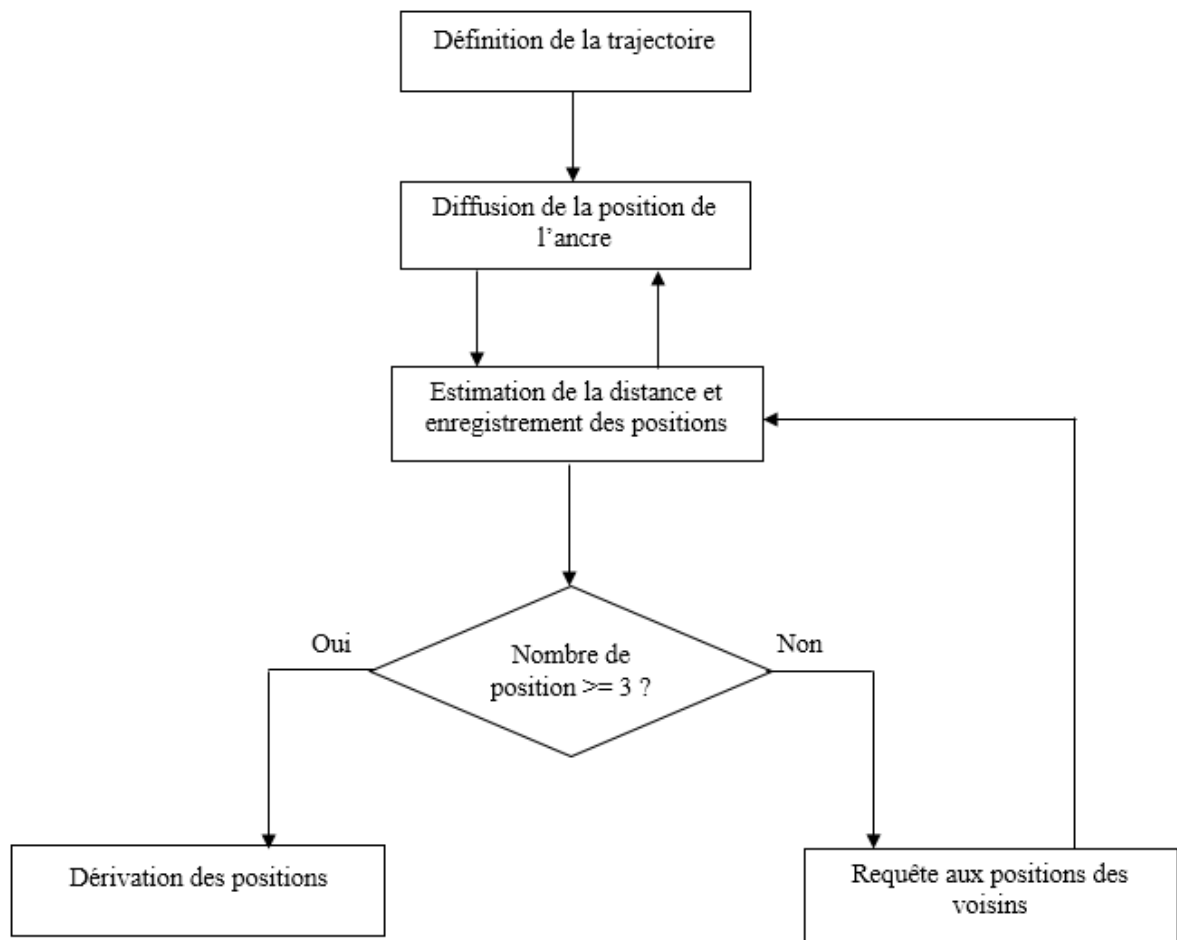 Définition de la trajectoire
Diffusion de la position de
l’ancre
Estimation de la distance et
enregistrement des positions
Oui
Nombre de
position >= 3 ?
Non
Dérivation des positions
Requête aux positions des
voisins